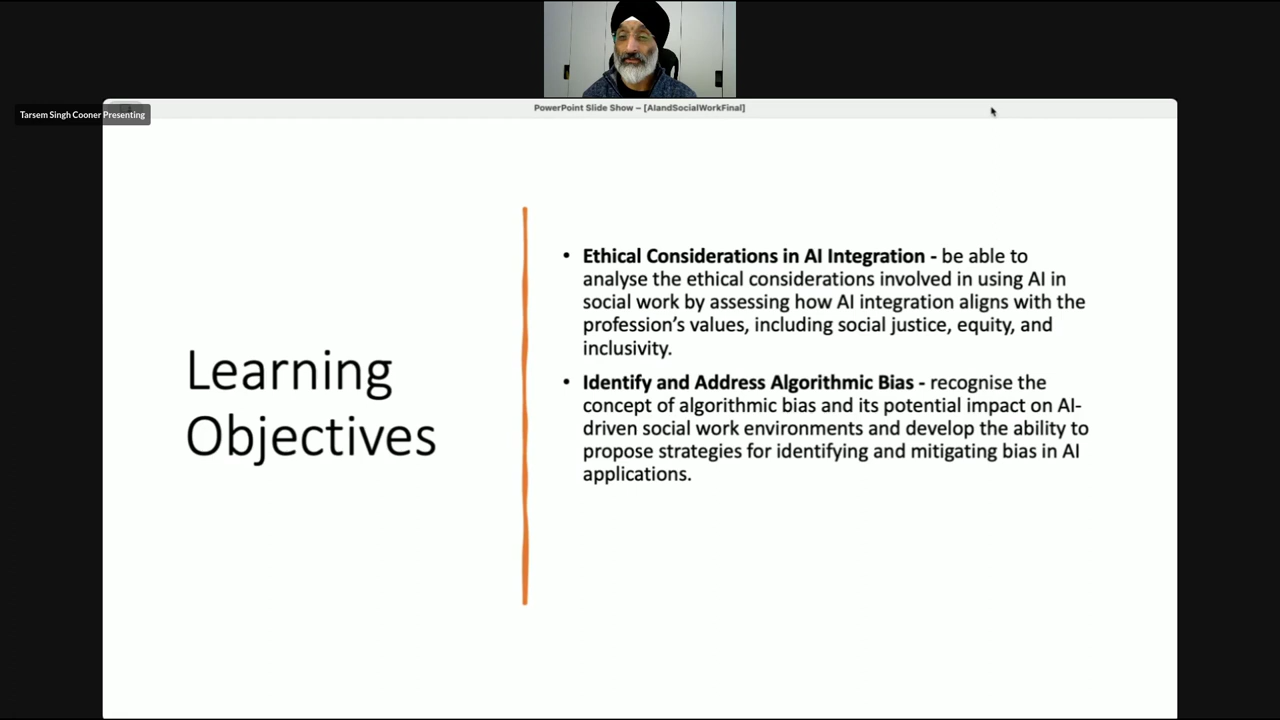 Tarsem Singh Cooner Presenting
PowerPoint Slide Show – [AIandSocialWorkFinal]
Learning
Objectives
• Ethical Considerations in AI Integration - be able to
analyse the ethical considerations involved in using AI in
social work by assessing how AI integration aligns with the
profession’s values, including social justice, equity, and
inclusivity.
• Identify and Address Algorithmic Bias - recognise the
concept of algorithmic bias and its potential impact on AI-
driven social work environments and develop the ability to
propose strategies for identifying and mitigating bias in AI
applications.